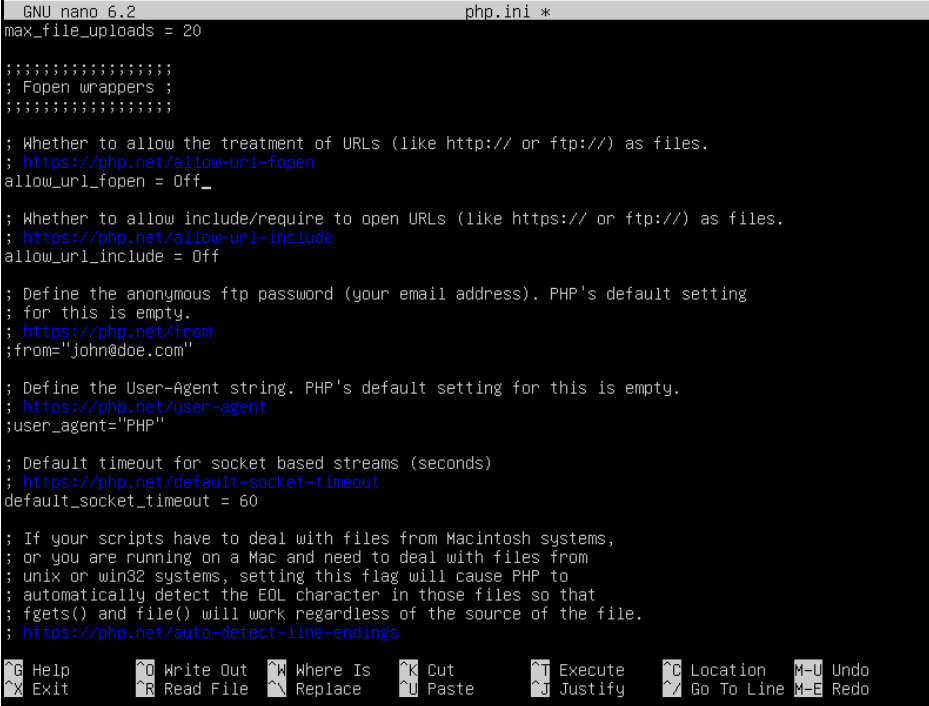 GNU nano 6.2 php.ini *
max_file_uploads = 20
;;;;;;;;;;;;;;;;;;
; Fopen wrappers ;
;;;;;;;;;;;;;;;;;;
; Whether to allow the treatment of URLs (like http:// or ftp://) as files.
; https://php.net/allow-url-fopen
allow_url_fopen = Off_
; Whether to allow include/require to open URLs (like https:// or ftp://) as files.
; https://php.net/allow-url-include
allow_url_include = Off
; Define the anonymous ftp password (your email address). PHP's default setting
; for this is empty.
; https://php.net/from
;from="john@doe.com"
; Define the User-Agent string. PHP's default setting for this is empty.
; https://php.net/user-agent
;user_agent="PHP"
; Default timeout for socket based streams (seconds)
; https://php.net/default-socket-timeout
default_socket_timeout = 60
; If your scripts have to deal with files from Macintosh systems,
; or you are running on a Mac and need to deal with files from
; unix or win32 systems, setting this flag will cause PHP to
; automatically detect the EOL character in those files so that
; fgets() and file() will work regardless of the source of the file.
; https://php.net/auto-detect-line-endings
^G Help ^O Write Out ^W Where Is ^K Cut ^T Execute ^C Location M-U Undo
^X Exit ^R Read File ^\ Replace ^U Paste ^J Justify ^/ Go To Line M-E Redo